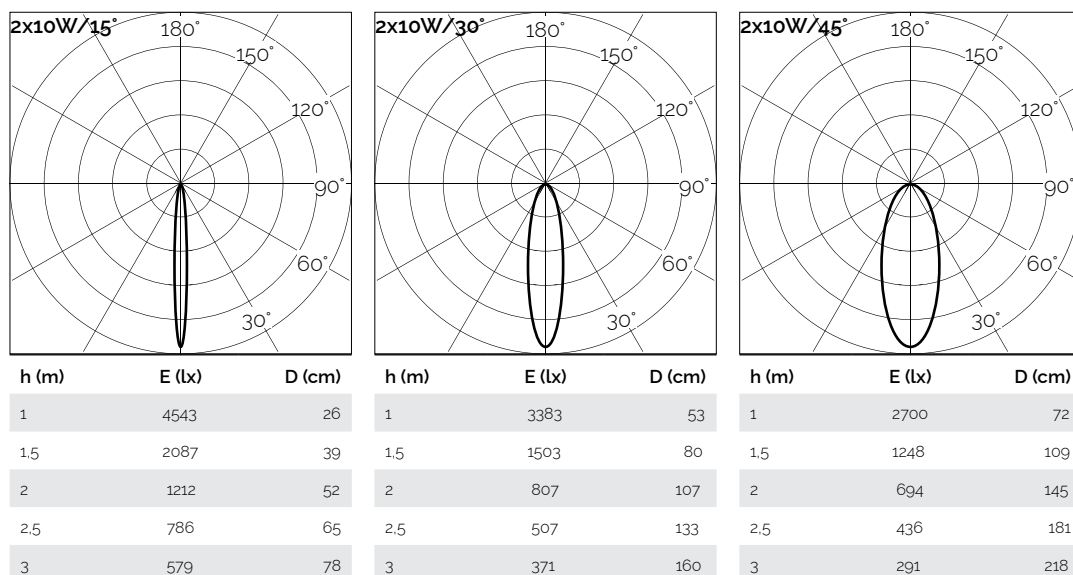 2x10W/15°
180°
150°
120°
90°
60°
30°
h (m) E (lx) D (cm)
1 4543 26
1,5 2087 39
2 1212 52
2,5 786 65
3 579 78
2x10W/30°
180°
150°
120°
90°
60°
30°
h (m) E (lx) D (cm)
1 3383 53
1,5 1503 80
2 807 107
2,5 507 133
3 371 160
2x10W/45°
180°
150°
120°
90°
60°
30°
h (m) E (lx) D (cm)
1 2700 72
1,5 1248 109
2 694 145
2,5 436 181
3 291 218